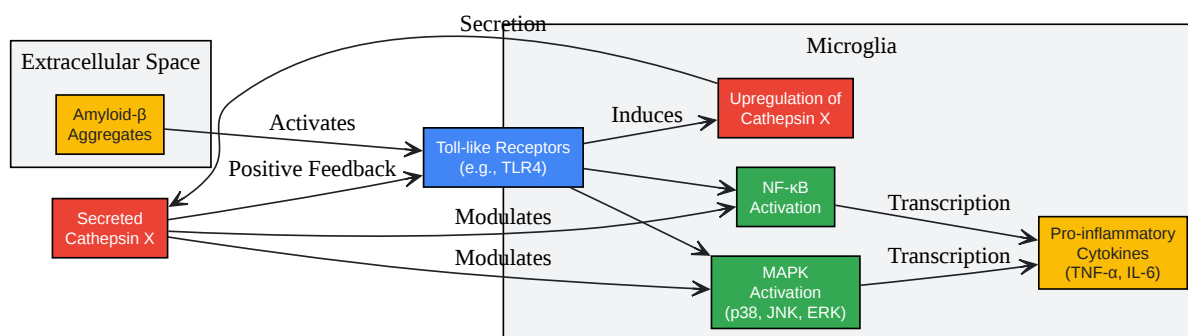 Secretion
Extracellular Space
Microglia
Amyloid-β
Aggregates
Activates
Toll-like Receptors
(e.g., TLR4)
Induces
Upregulation of
Cathepsin X
Positive Feedback
Secreted
Cathepsin X
Modulates
Modulates
NF-κB
Activation
MAPK
Activation
(p38, JNK, ERK)
Transcription
Transcription
Pro-inflammatory
Cytokines
(TNF-α, IL-6)